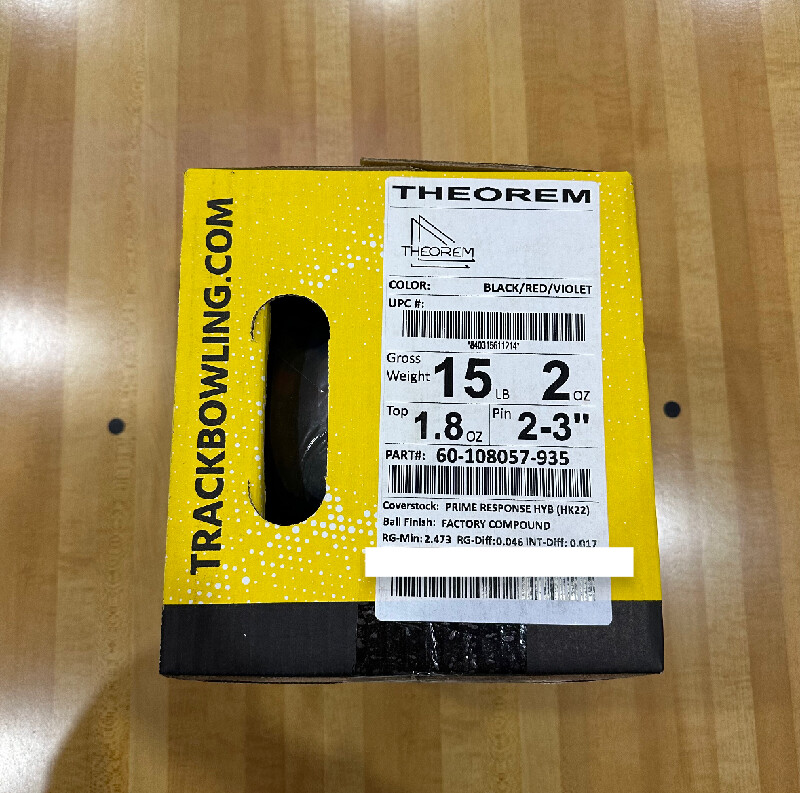 TRACKBOWLING.COM
THEOREM
THEOREM
COLOR: BLACK/RED/VIOLET
UPC #:
*840315611214*
Gross Weight 15 LB 2 OZ
Top 1.8 OZ Pin 2-3"
PART#: 60-108057-935
Coverstock: PRIME RESPONSE HYB (HK22)
Ball Finish: FACTORY COMPOUND
RG-Min: 2.473 RG-Diff:0.046 INT-Diff: 0.017